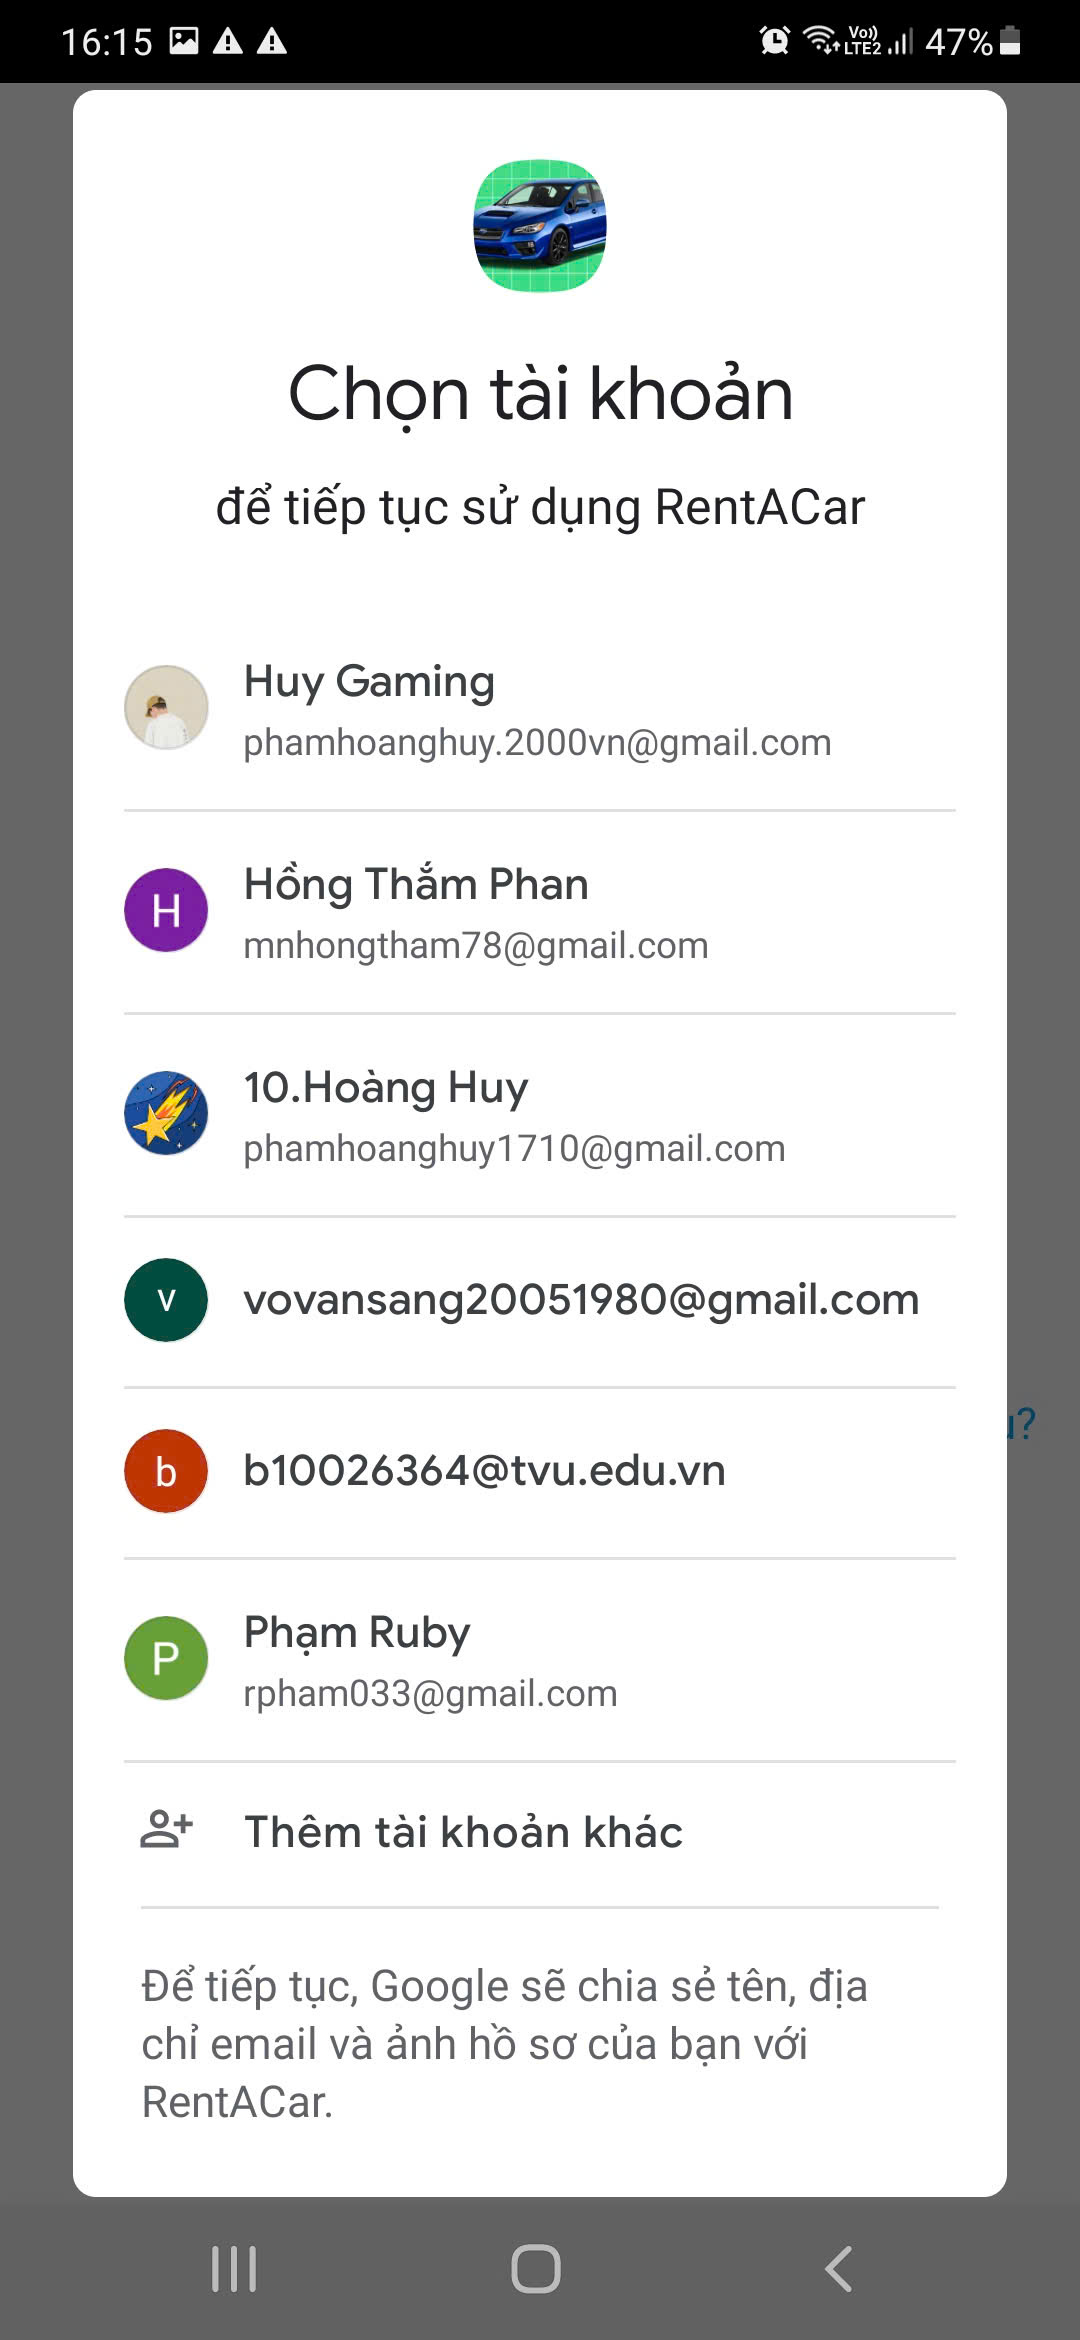 16:15
Vo))
LTE2
47%
Chọn tài khoản
để tiếp tục sử dụng RentACar
Huy Gaming
phamhoanghuy.2000vn@gmail.com
H
Hồng Thắm Phan
mnhongtham78@gmail.com
10.Hoàng Huy
phamhoanghuy1710@gmail.com
v
vovansang20051980@gmail.com
b
b10026364@tvu.edu.vn
P
Phạm Ruby
rpham033@gmail.com
Thêm tài khoản khác
Để tiếp tục, Google sẽ chia sẻ tên, địa
chỉ email và ảnh hồ sơ của bạn với
RentACar.